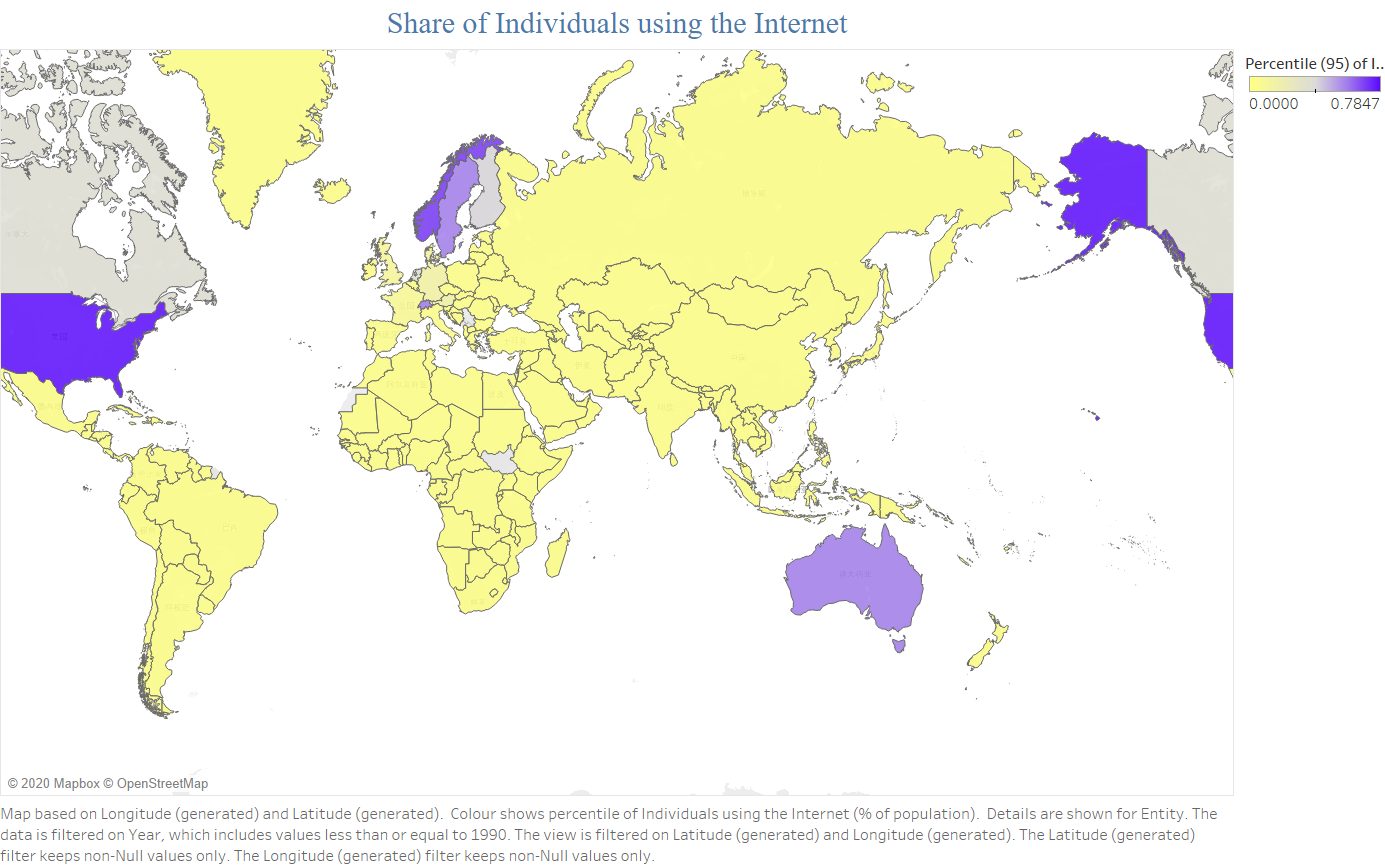 Share of Individuals using the Internet
Percentile (95) of I..
0.0000 0.7847
美国
© 2020 Mapbox © OpenStreetMap
Map based on Longitude (generated) and Latitude (generated). Colour shows percentile of Individuals using the Internet (% of population). Details are shown for Entity. The
data is filtered on Year, which includes values less than or equal to 1990. The view is filtered on Latitude (generated) and Longitude (generated). The Latitude (generated)
filter keeps non-Null values only. The Longitude (generated) filter keeps non-Null values only.